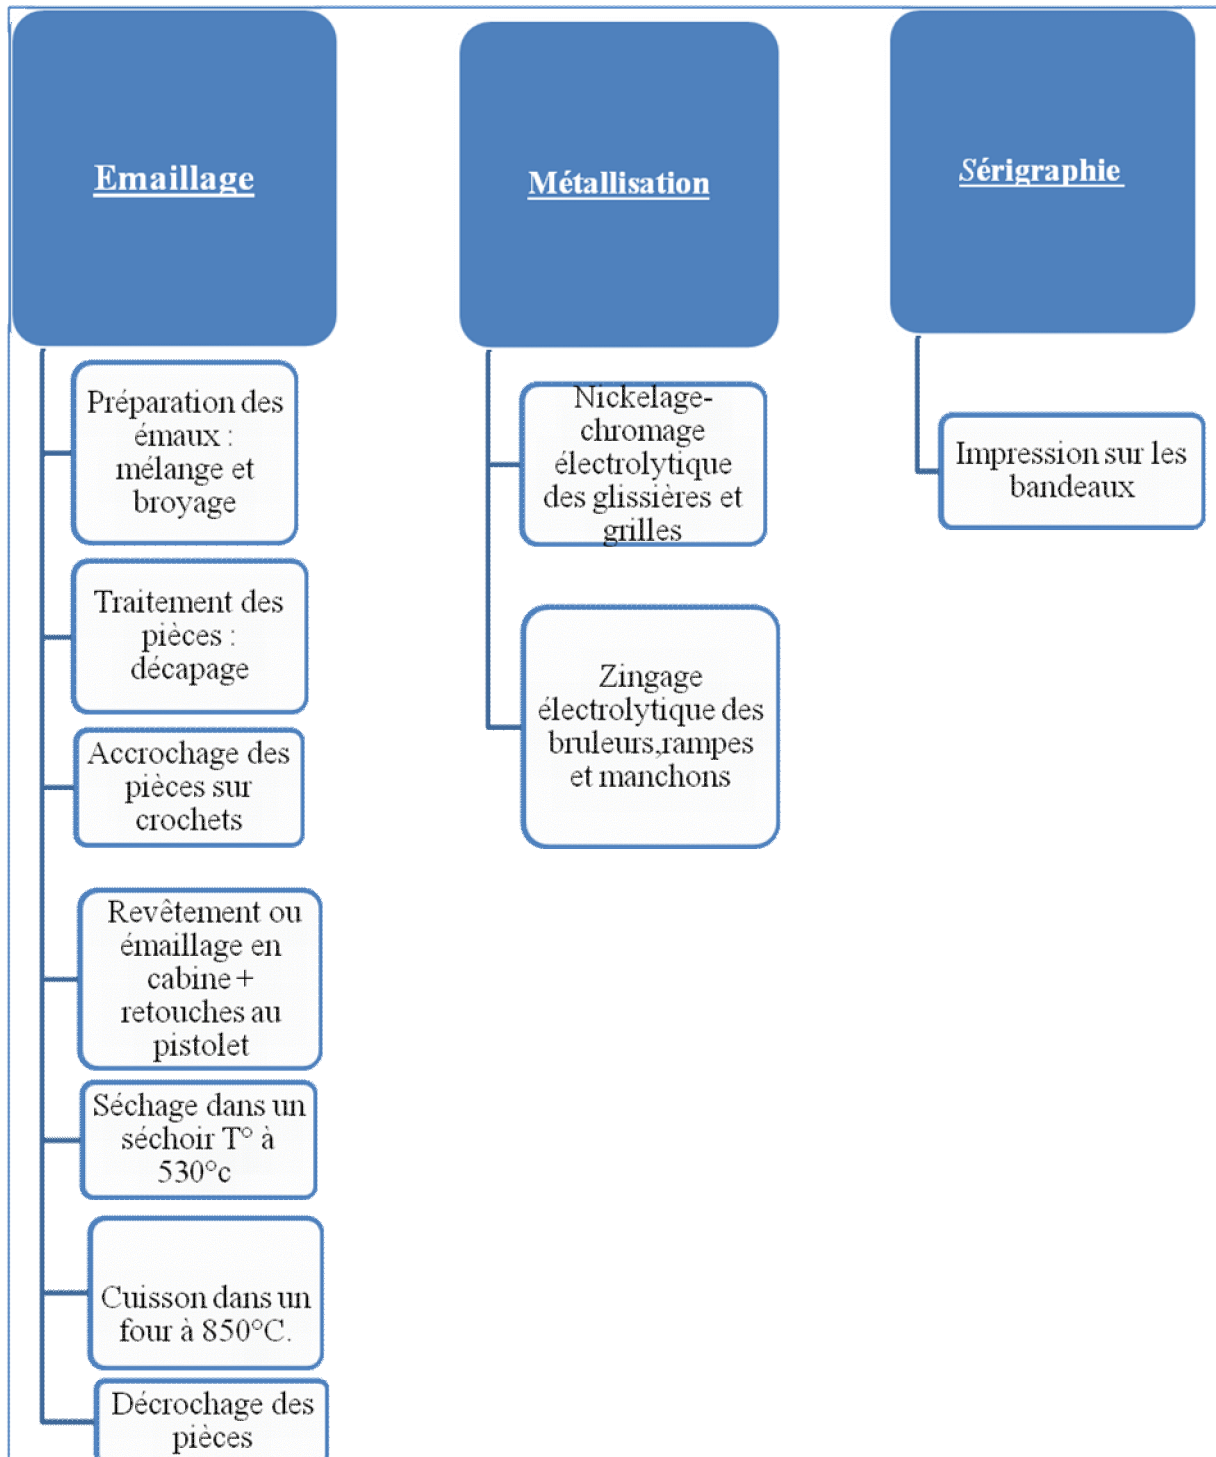 Emaillage
Préparation des
émaux :
mélange et
broyage
Traitement des
pièces :
décapage
Accrochage des
pièces sur
crochets
Revêtement ou
émaillage en
cabine +
retouches au
pistolet
Séchage dans un
séchoir T° à
530°c
Cuisson dans un
four à 850°C.
Décrochage des
pièces
Métallisation
Nickelage-
chromage
électrolytique
des glissières et
grilles
Zingage
électrolytique des
bruleurs,rampes
et manchons
Sérigraphie
Impression sur les
bandeaux